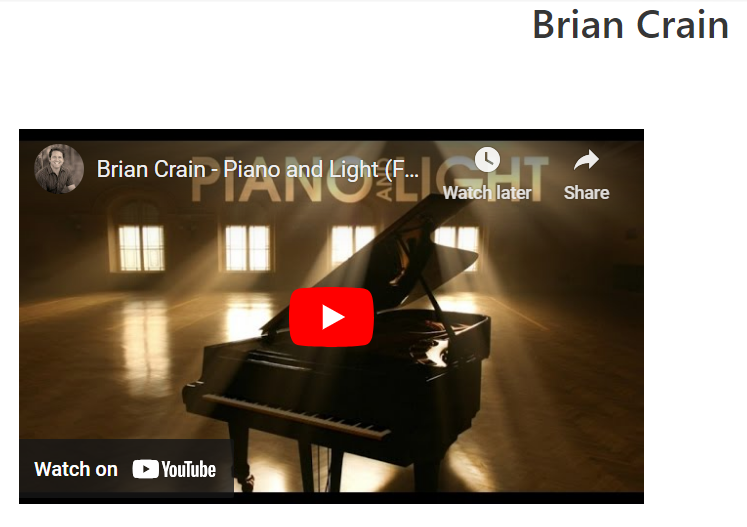 Brian Crain
Brian Crain - Piano and Light (F...
PIANO AND LIGHT
Watch later
Share
Watch on YouTube